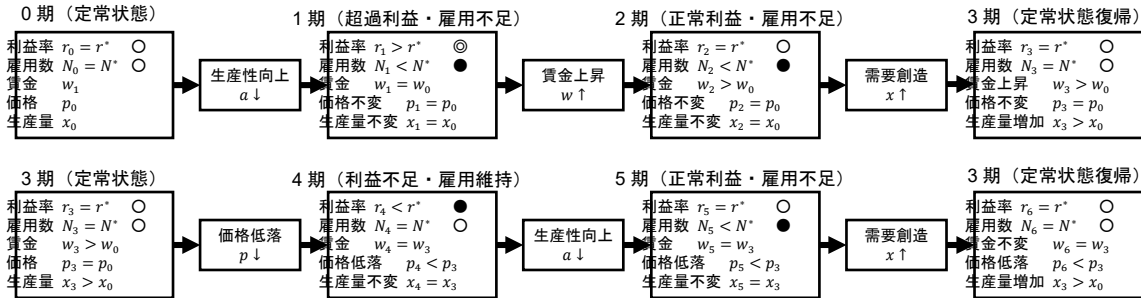 0 期（定常状態）
利益率 r₀ = r* ○
雇用数 N₀ = N* ○
賃金 w₁
価格 p₀
生産量 x₀
生産性向上
a ↓
1 期（超過利益・雇用不足）
利益率 r₁ > r* ◎
雇用数 N₁ < N* ●
賃金 w₁ = w₀
価格不変 p₁ = p₀
生産量不変 x₁ = x₀
賃金上昇
w ↑
2 期（正常利益・雇用不足）
利益率 r₂ = r* ○
雇用数 N₂ < N* ●
賃金 w₂ > w₀
価格不変 p₂ = p₀
生産量不変 x₂ = x₀
需要創造
x ↑
3 期（定常状態復帰）
利益率 r₃ = r* ○
雇用数 N₃ = N* ○
賃金上昇 w₃ > w₀
価格不変 p₃ = p₀
生産量増加 x₃ > x₀
3 期（定常状態）
利益率 r₃ = r* ○
雇用数 N₃ = N* ○
賃金 w₃ > w₀
価格 p₃ = p₀
生産量 x₃ > x₀
価格低落
p ↓
4 期（利益不足・雇用維持）
利益率 r₄ < r* ●
雇用数 N₄ = N* ○
賃金 w₄ = w₃
価格低落 p₄ < p₃
生産量不変 x₄ = x₃
生産性向上
a ↓
5 期（正常利益・雇用不足）
利益率 r₅ = r* ○
雇用数 N₅ < N* ●
賃金 w₅ = w₃
価格低落 p₅ < p₃
生産量不変 x₅ = x₃
需要創造
x ↑
3 期（定常状態復帰）
利益率 r₆ = r* ○
雇用数 N₆ = N* ○
賃金不変 w₆ = w₃
価格低落 p₆ < p₃
生産量増加 x₃ > x₀